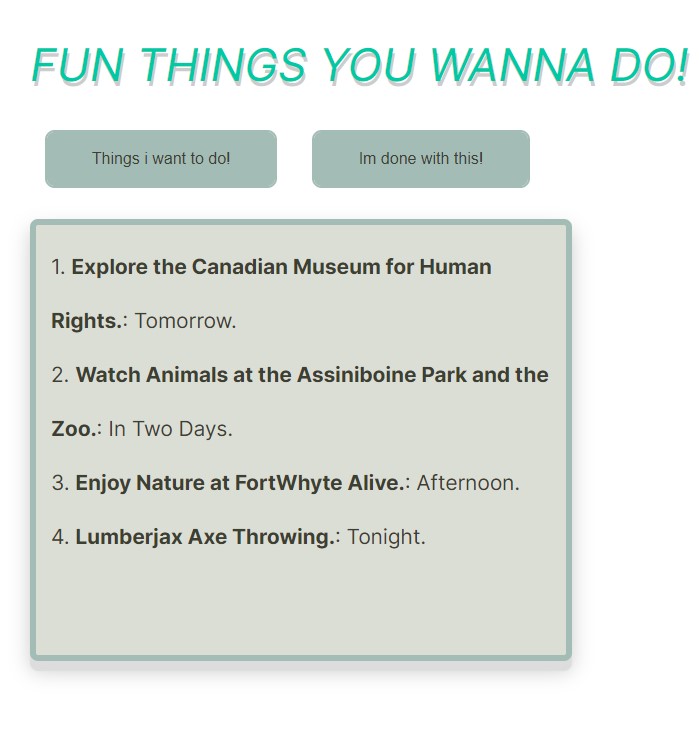 FUN THINGS YOU WANNA DO!
Things i want to do!
Im done with this!
1. Explore the Canadian Museum for Human
Rights.: Tomorrow.
2. Watch Animals at the Assiniboine Park and the
Zoo.: In Two Days.
3. Enjoy Nature at FortWhyte Alive.: Afternoon.
4. Lumberjax Axe Throwing.: Tonight.